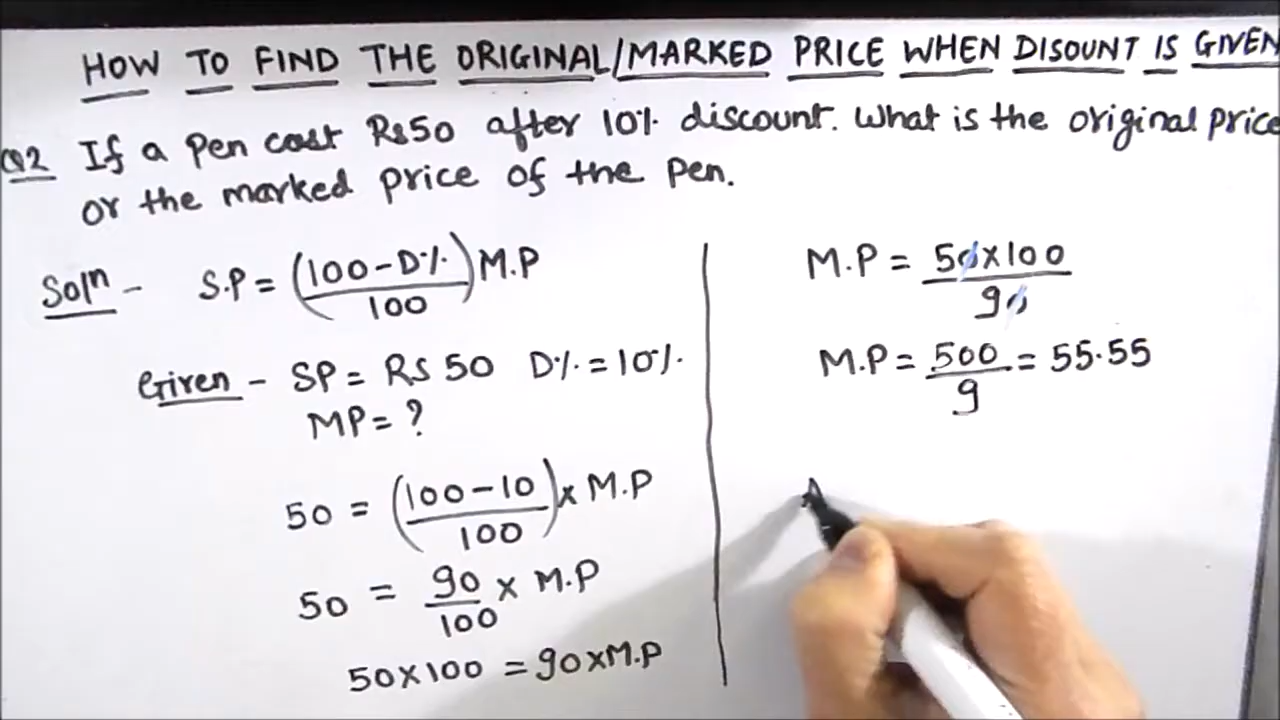 HOW TO FIND THE ORIGINAL/MARKED PRICE WHEN DISOUNT IS GIVEN
Q2 If a pen cost Rs50 after 10% discount. What is the original price
or the marked price of the pen.
Soln - S.P = (100-D%/100) M.P
Given - SP = Rs 50 D% = 10%.
MP = ?
50 = (100-10/100) x M.P
50 = 90/100 x M.P
50x100 = 90xM.P
M.P = 50x100/90
M.P = 500/9 = 55.55